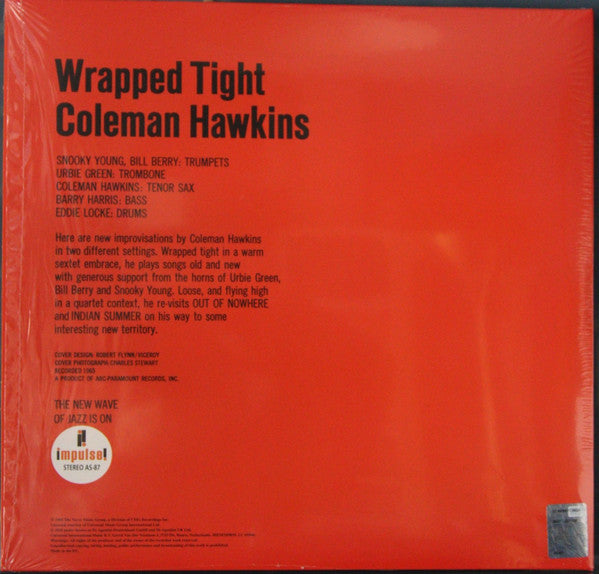 Wrapped Tight
Coleman Hawkins
SNOOKY YOUNG, BILL BERRY: TRUMPETS
URBIE GREEN: TROMBONE
COLEMAN HAWKINS: TENOR SAX
BARRY HARRIS: BASS
EDDIE LOCKE: DRUMS
Here are new improvisations by Coleman Hawkins
in two different settings. Wrapped tight in a warm
sextet embrace, he plays songs old and new
with generous support from the horns of Urbie Green,
Bill Berry and Snooky Young. Loose, and flying high
in a quartet context, he re-visits OUT OF NOWHERE
and INDIAN SUMMER on his way to some
interesting new territory.
COVER DESIGN: ROBERT FLYNN/VICEROY
COVER PHOTOGRAPH: CHARLES STEWART
RECORDED 1965
A PRODUCT OF ABC-PARAMOUNT RECORDS, INC.
THE NEW WAVE
OF JAZZ IS ON
impulse!
STEREO AS-87